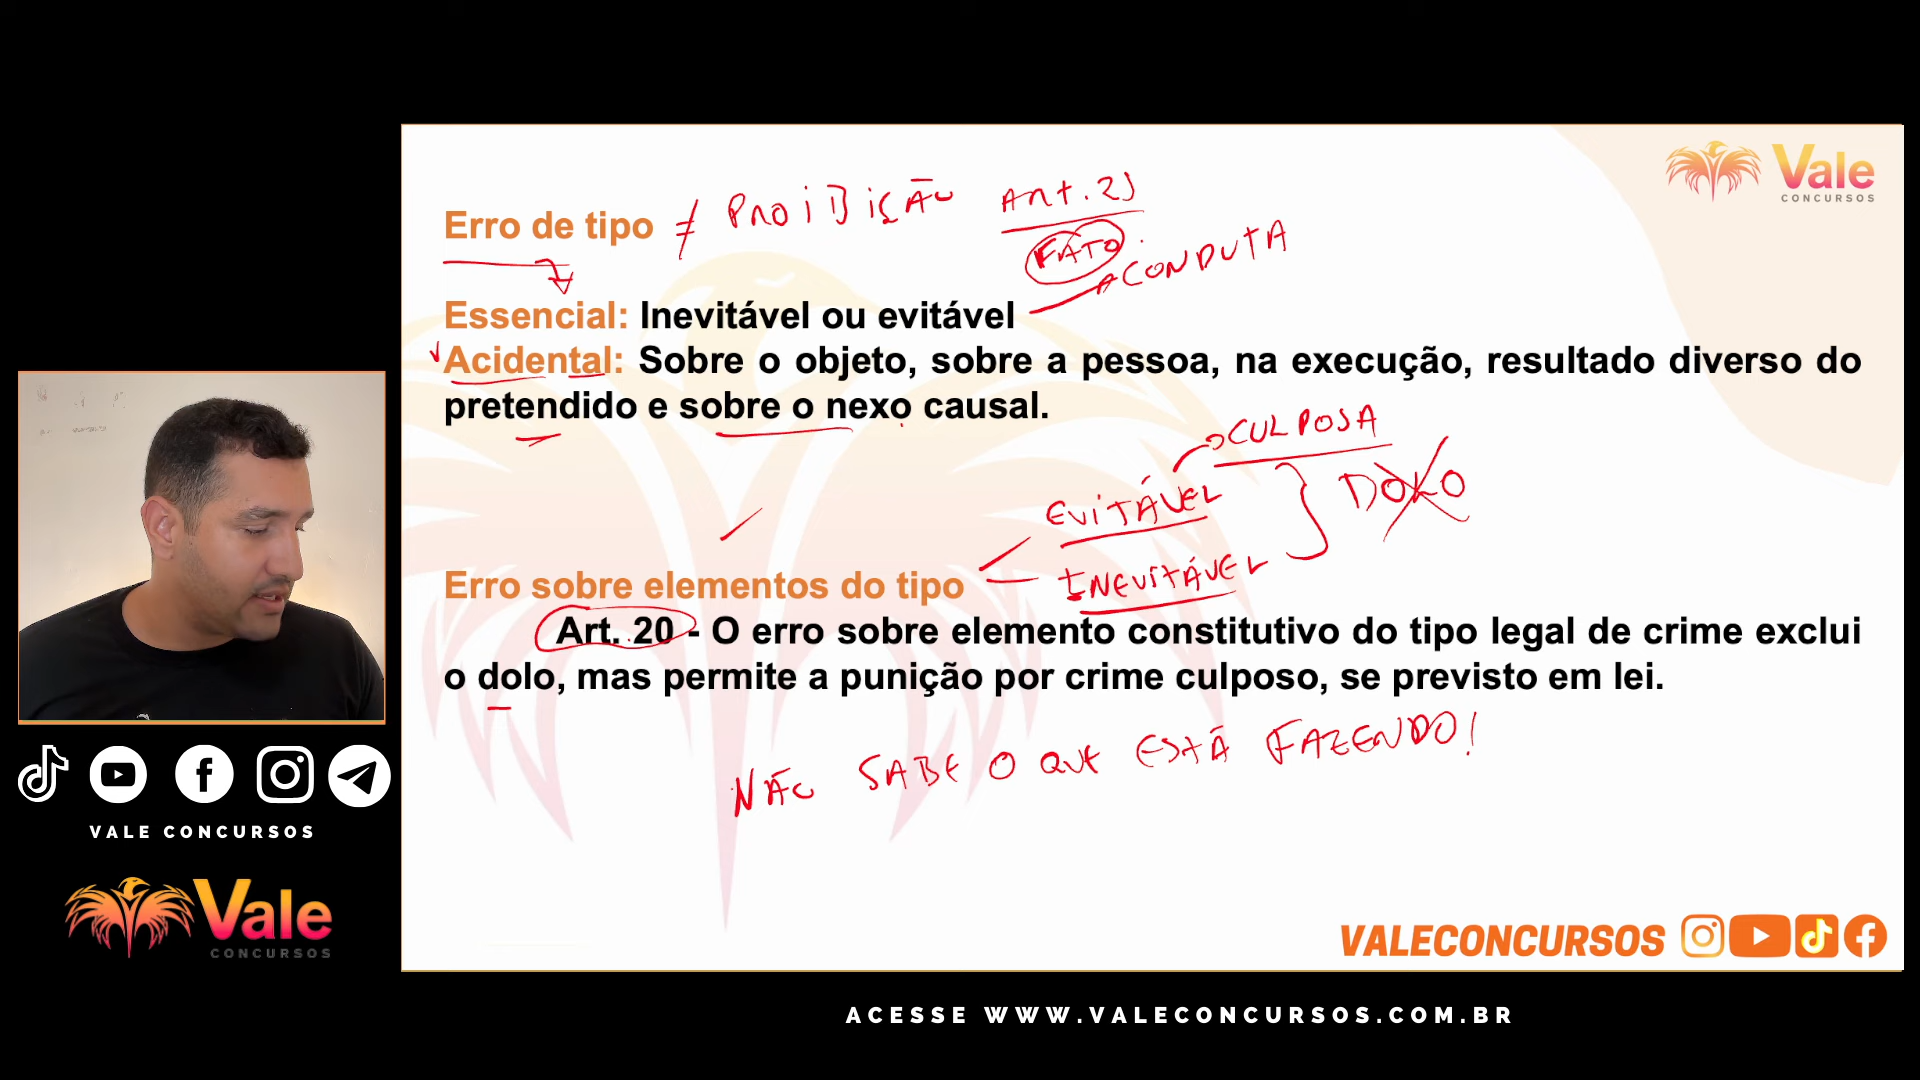 Erro de tipo ≠ PROIBIÇÃO ART. 21
FATO
CONDUTA
Essencial: Inevitável ou evitável
Acidental: Sobre o objeto, sobre a pessoa, na execução, resultado diverso do
pretendido e sobre o nexo causal.
CULPOSA
EVITÁVEL
DOLO
INEVITÁVEL
Erro sobre elementos do tipo
Art. 20 - O erro sobre elemento constitutivo do tipo legal de crime exclui
o dolo, mas permite a punição por crime culposo, se previsto em lei.
NÃO SABE O QUE ESTÁ FAZENDO!
Vale
CONCURSOS
VALE CONCURSOS
Vale
CONCURSOS
VALECONCURSOS
ACESSE WWW.VALECONCURSOS.COM.BR